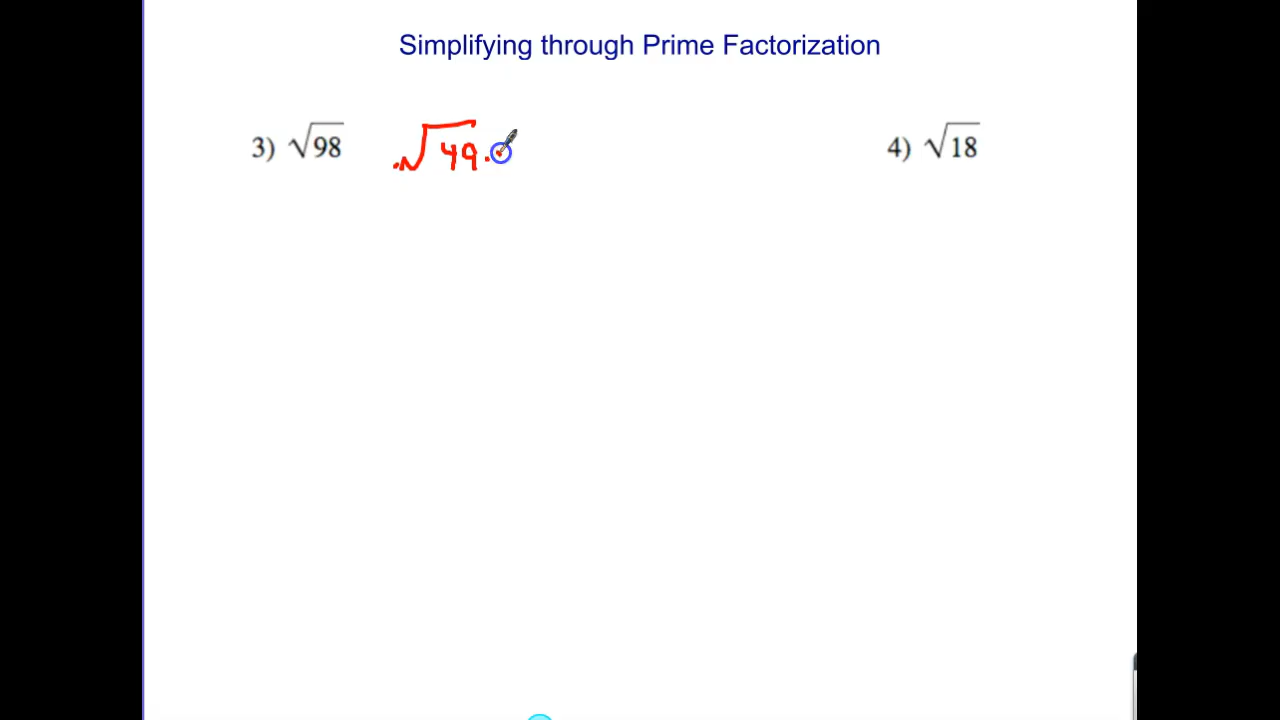 Simplifying through Prime Factorization
3) √98 √49 · 4) √18